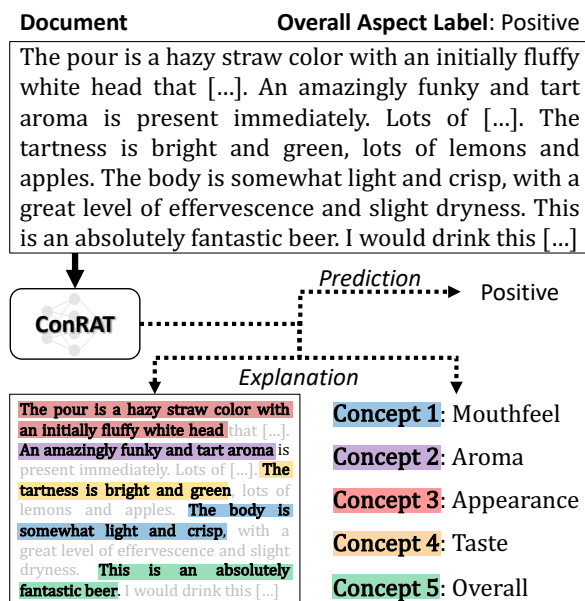 Document Overall Aspect Label: Positive
The pour is a hazy straw color with an initially fluffy
white head that [...]. An amazingly funky and tart
aroma is present immediately. Lots of [...]. The
tartness is bright and green, lots of lemons and
apples. The body is somewhat light and crisp, with a
great level of effervescence and slight dryness. This
is an absolutely fantastic beer. I would drink this [...]
Prediction
Positive
ConRAT
Explanation
The pour is a hazy straw color with
an initially fluffy white head that [...].
An amazingly funky and tart aroma is
present immediately. Lots of [...]. The
tartness is bright and green, lots of
lemons and apples. The body is
somewhat light and crisp, with a
great level of effervescence and slight
dryness. This is an absolutely
fantastic beer. I would drink this [...]
Concept 1: Mouthfeel
Concept 2: Aroma
Concept 3: Appearance
Concept 4: Taste
Concept 5: Overall